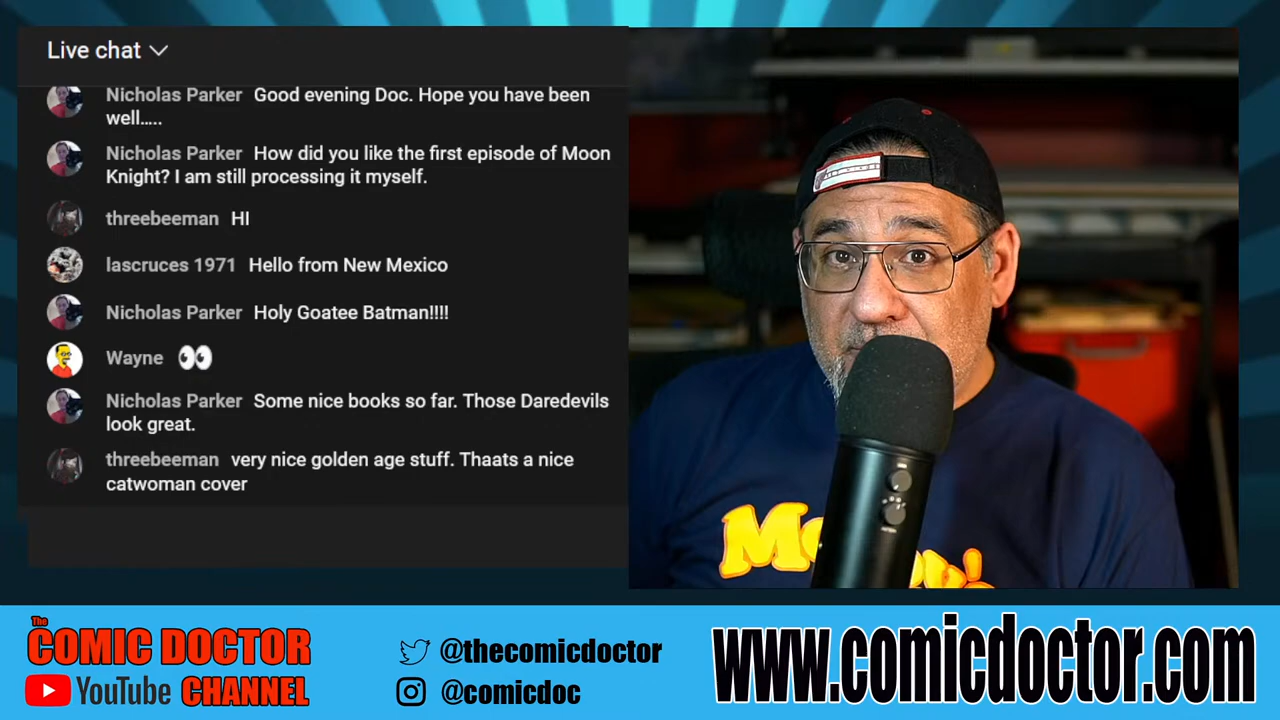 Live chat
Nicholas Parker Good evening Doc. Hope you have been
well.....
Nicholas Parker How did you like the first episode of Moon
Knight? I am still processing it myself.
threebeeman HI
lascruces 1971 Hello from New Mexico
Nicholas Parker Holy Goatee Batman!!!!
Wayne 👀
Nicholas Parker Some nice books so far. Those Daredevils
look great.
threebeeman very nice golden age stuff. Thaats a nice
catwoman cover
The
COMIC DOCTOR
YouTube CHANNEL
@thecomicdoctor
@comicdoc
www.comicdoctor.com